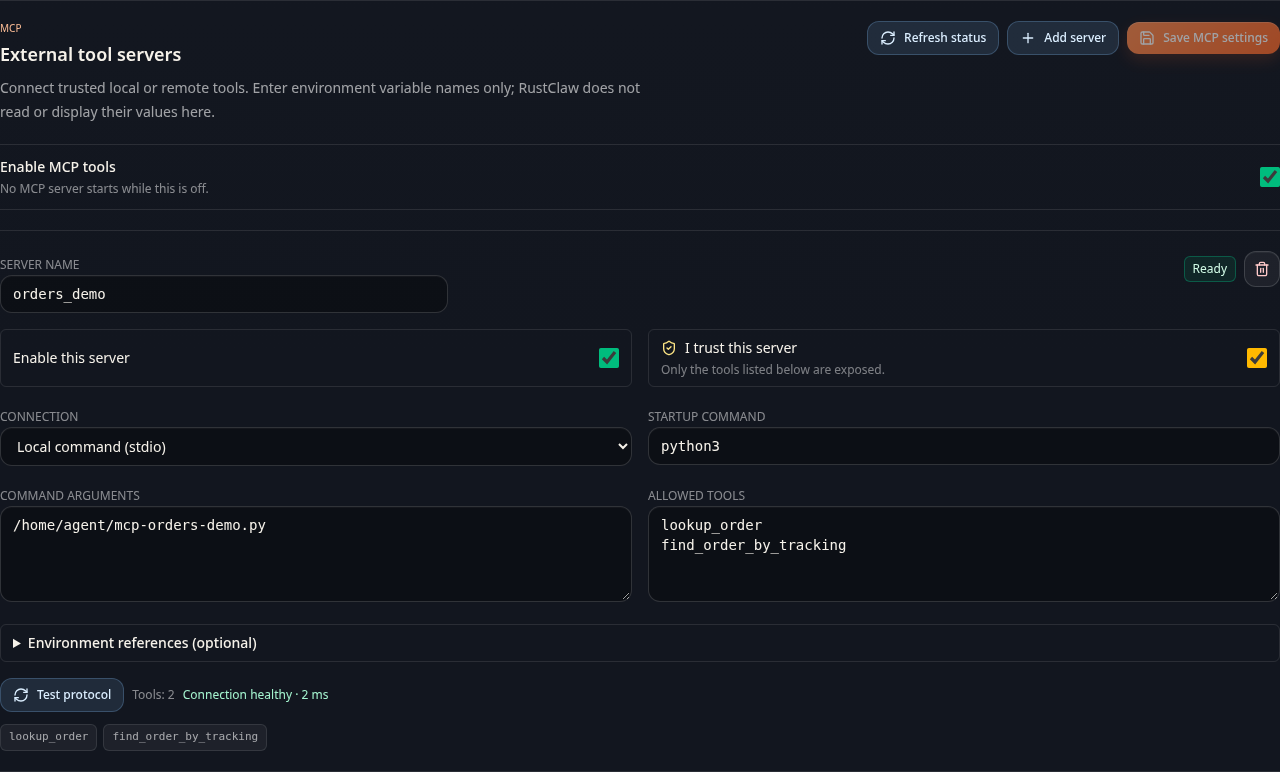 MCP
External tool servers
Connect trusted local or remote tools. Enter environment variable names only; RustClaw does not
read or display their values here.
Refresh status
Add server
Save MCP settings
Enable MCP tools
No MCP server starts while this is off.
SERVER NAME
orders_demo
Ready
Enable this server
I trust this server
Only the tools listed below are exposed.
CONNECTION
Local command (stdio)
STARTUP COMMAND
python3
COMMAND ARGUMENTS
/home/agent/mcp-orders-demo.py
ALLOWED TOOLS
lookup_order
find_order_by_tracking
Environment references (optional)
Test protocol
Tools: 2
Connection healthy · 2 ms
lookup_order
find_order_by_tracking